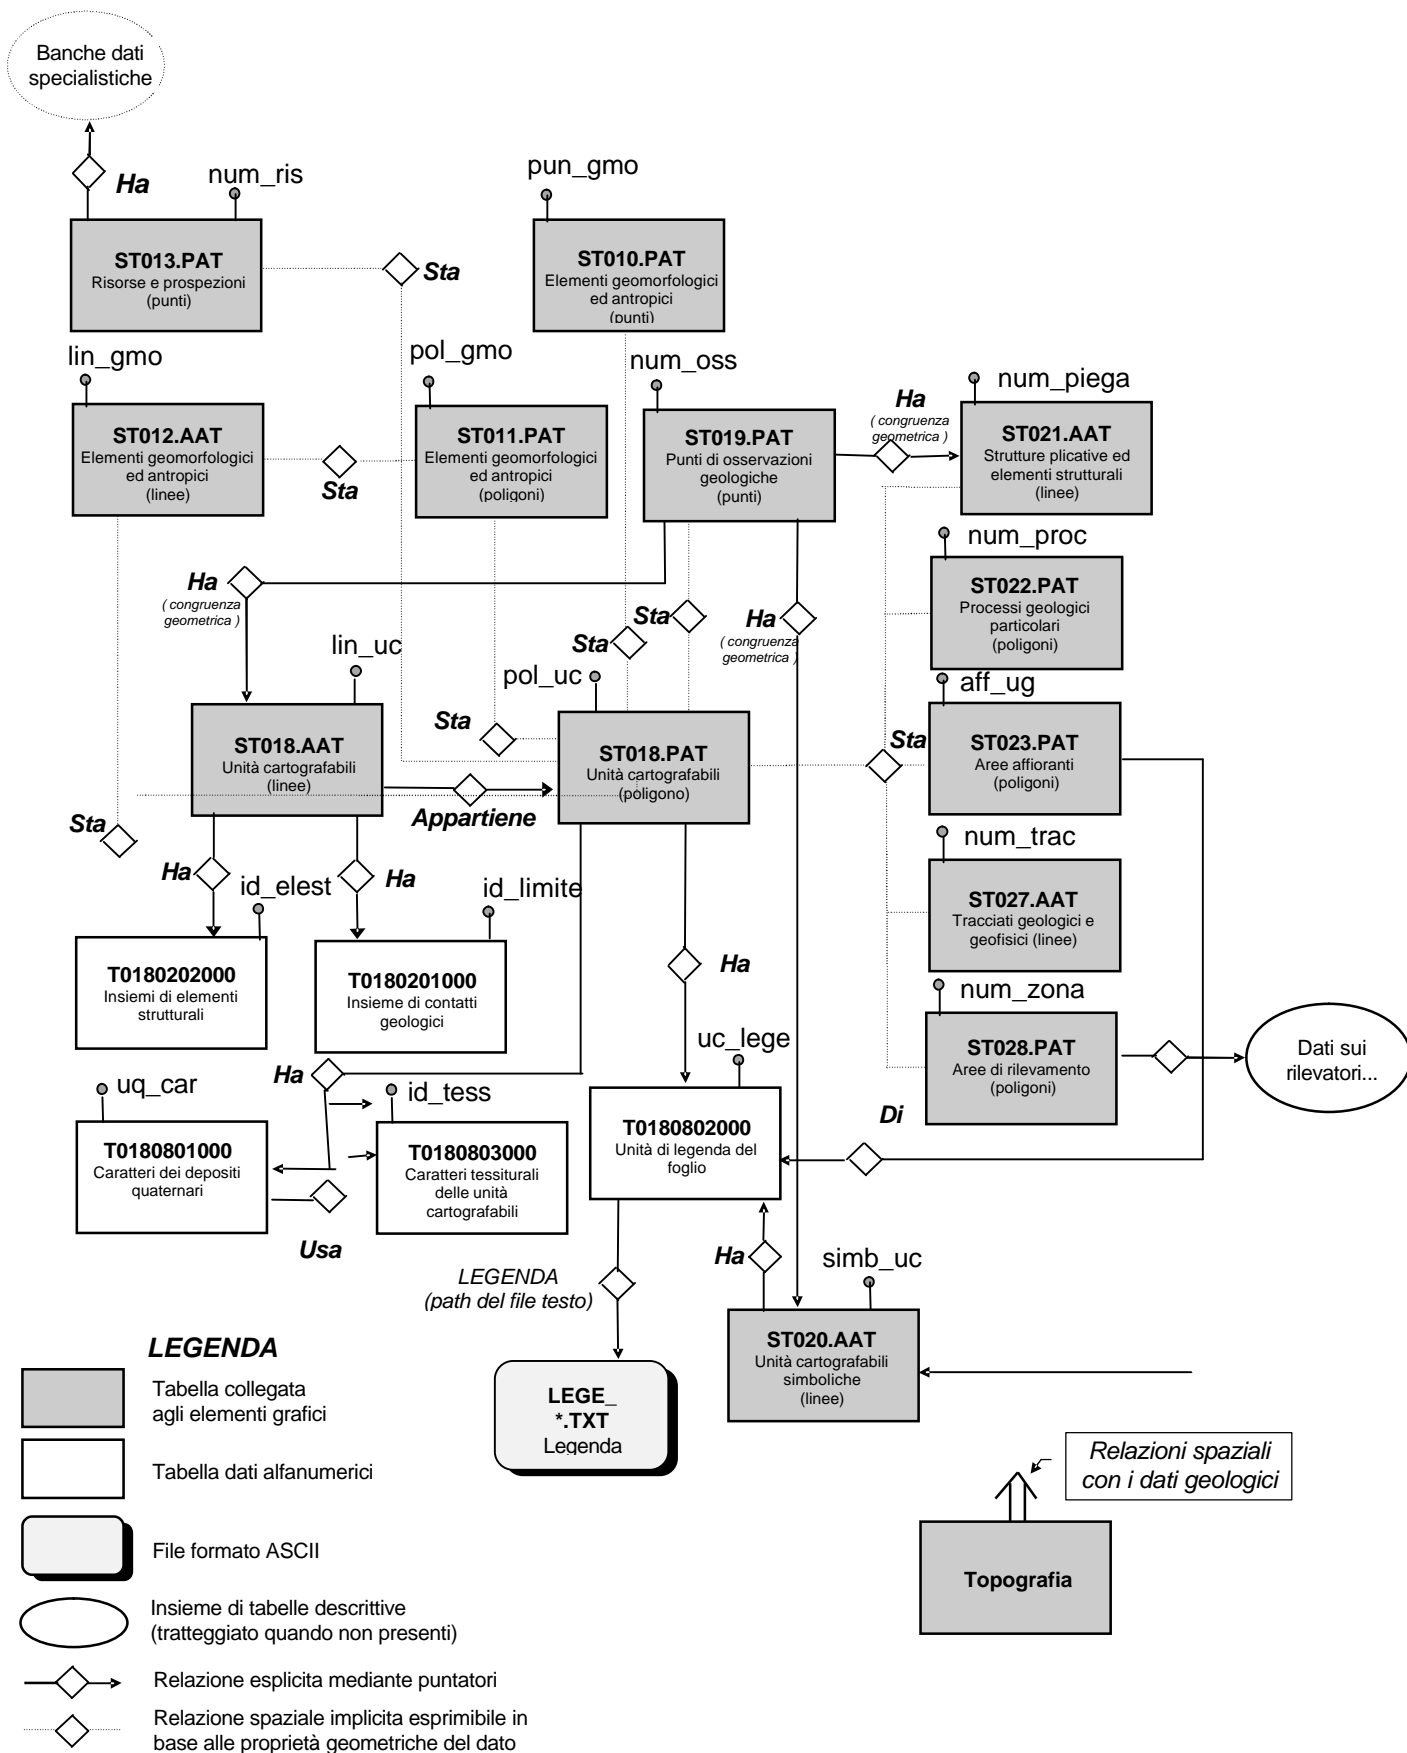 Banche dati
specialistiche
Ha
num_ris
pun_gmo
ST013.PAT
Risorse e prospezioni
(punti)
Sta
ST010.PAT
Elementi geomorfologici
ed antropici
(punti)
lin_gmo
pol_gmo
num_oss
num_piega
ST012.AAT
Elementi geomorfologici
ed antropici
(linee)
Sta
ST011.PAT
Elementi geomorfologici
ed antropici
(poligoni)
ST019.PAT
Punti di osservazioni
geologiche
(punti)
Ha
( congruenza
geometrica )
ST021.AAT
Strutture plicative ed
elementi strutturali
(linee)
num_proc
ST022.PAT
Processi geologici
particolari
(poligoni)
Ha
( congruenza
geometrica )
Sta
Sta
Ha
( congruenza
geometrica )
lin_uc
pol_uc
aff_ug
ST018.AAT
Unità cartografabili
(linee)
Sta
ST018.PAT
Unità cartografabili
(poligono)
Sta
ST023.PAT
Aree affioranti
(poligoni)
Appartiene
Sta
num_trac
Ha
Ha
id_elest
id_limite
ST027.AAT
Tracciati geologici e
geofisici (linee)
T0180202000
Insiemi di elementi
strutturali
T0180201000
Insieme di contatti
geologici
Ha
num_zona
ST028.PAT
Aree di rilevamento
(poligoni)
Dati sui
rilevatori...
uc_lege
Ha
uq_car
id_tess
Di
T0180801000
Caratteri dei depositi
quaternari
T0180803000
Caratteri tessiturali
delle unità
cartografabili
T0180802000
Unità di legenda del
foglio
Usa
Ha
simb_uc
LEGENDA
(path del file testo)
ST020.AAT
Unità cartografabili
simboliche
(linee)
LEGE_
*.TXT
Legenda
LEGENDA
Tabella collegata
agli elementi grafici
Tabella dati alfanumerici
File formato ASCII
Insieme di tabelle descrittive
(tratteggiato quando non presenti)
Relazione esplicita mediante puntatori
Relazione spaziale implicita esprimibile in
base alle proprietà geometriche del dato
Relazioni spaziali
con i dati geologici
Topografia